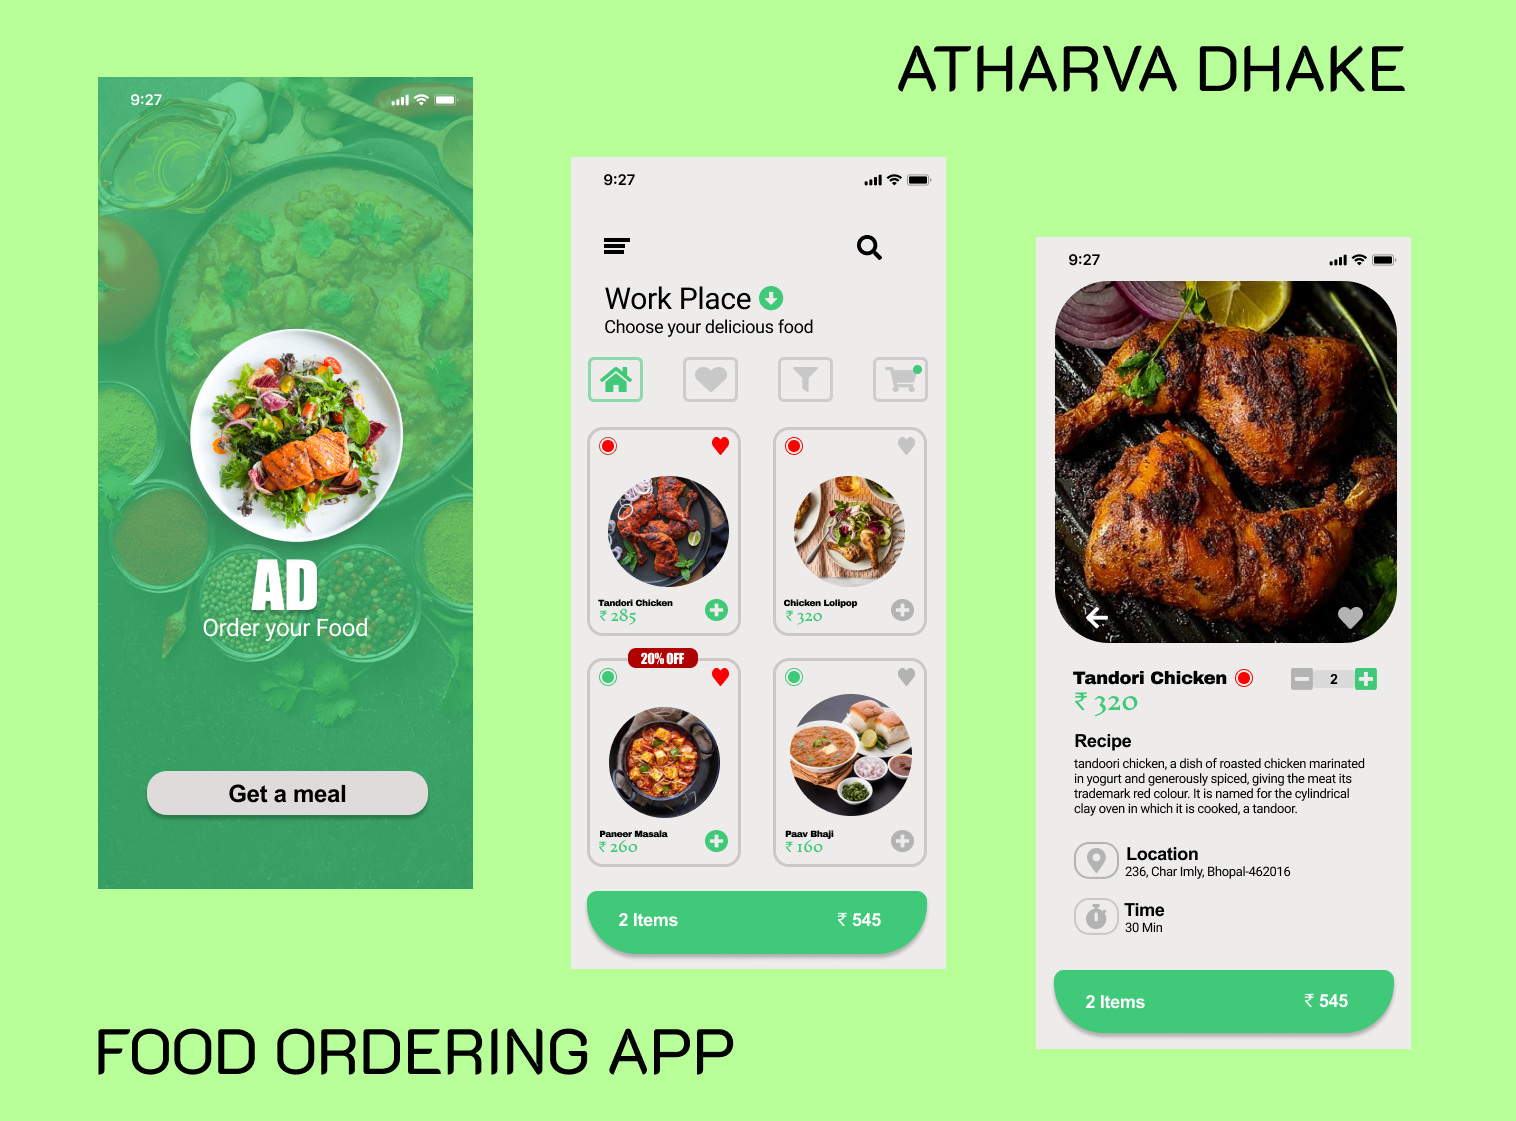 ATHARVA DHAKE
9:27
AD
Order your Food
Get a meal
9:27
Work Place
Choose your delicious food
Tandori Chicken
₹ 285
Chicken Lolipop
₹ 320
20% OFF
Paneer Masala
₹ 260
Paav Bhaji
₹ 160
2 Items
₹ 545
9:27
Tandori Chicken
2
₹ 320
Recipe
tandoori chicken, a dish of roasted chicken marinated
in yogurt and generously spiced, giving the meat its
trademark red colour. It is named for the cylindrical
clay oven in which it is cooked, a tandoor.
Location
236, Char Imly, Bhopal-462016
Time
30 Min
2 Items
₹ 545
FOOD ORDERING APP